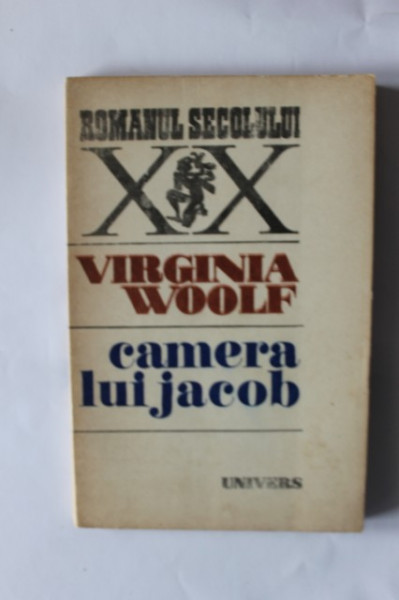 ROMANUL SECOLULUI
XX
VIRGINIA
WOOLF
camera
lui jacob
UNIVERS